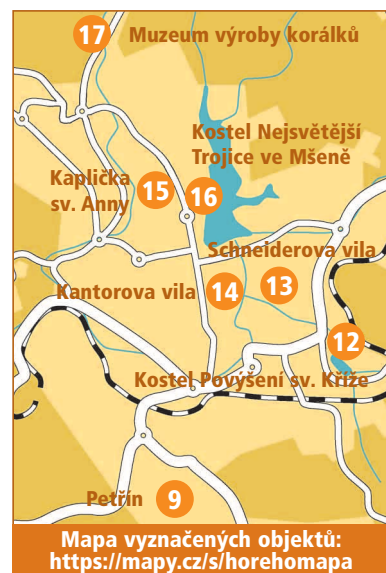 17 Muzeum výroby korálků
Kostel Nejsvětější
Trojice ve Mšeně
Kaplička
sv. Anny
15
16
Schneiderova vila
13
Kantorova vila
14
12
Kostel Povýšení sv. Kříže
Petřín 9
Mapa vyznačených objektů:
https://mapy.cz/s/horehomapa